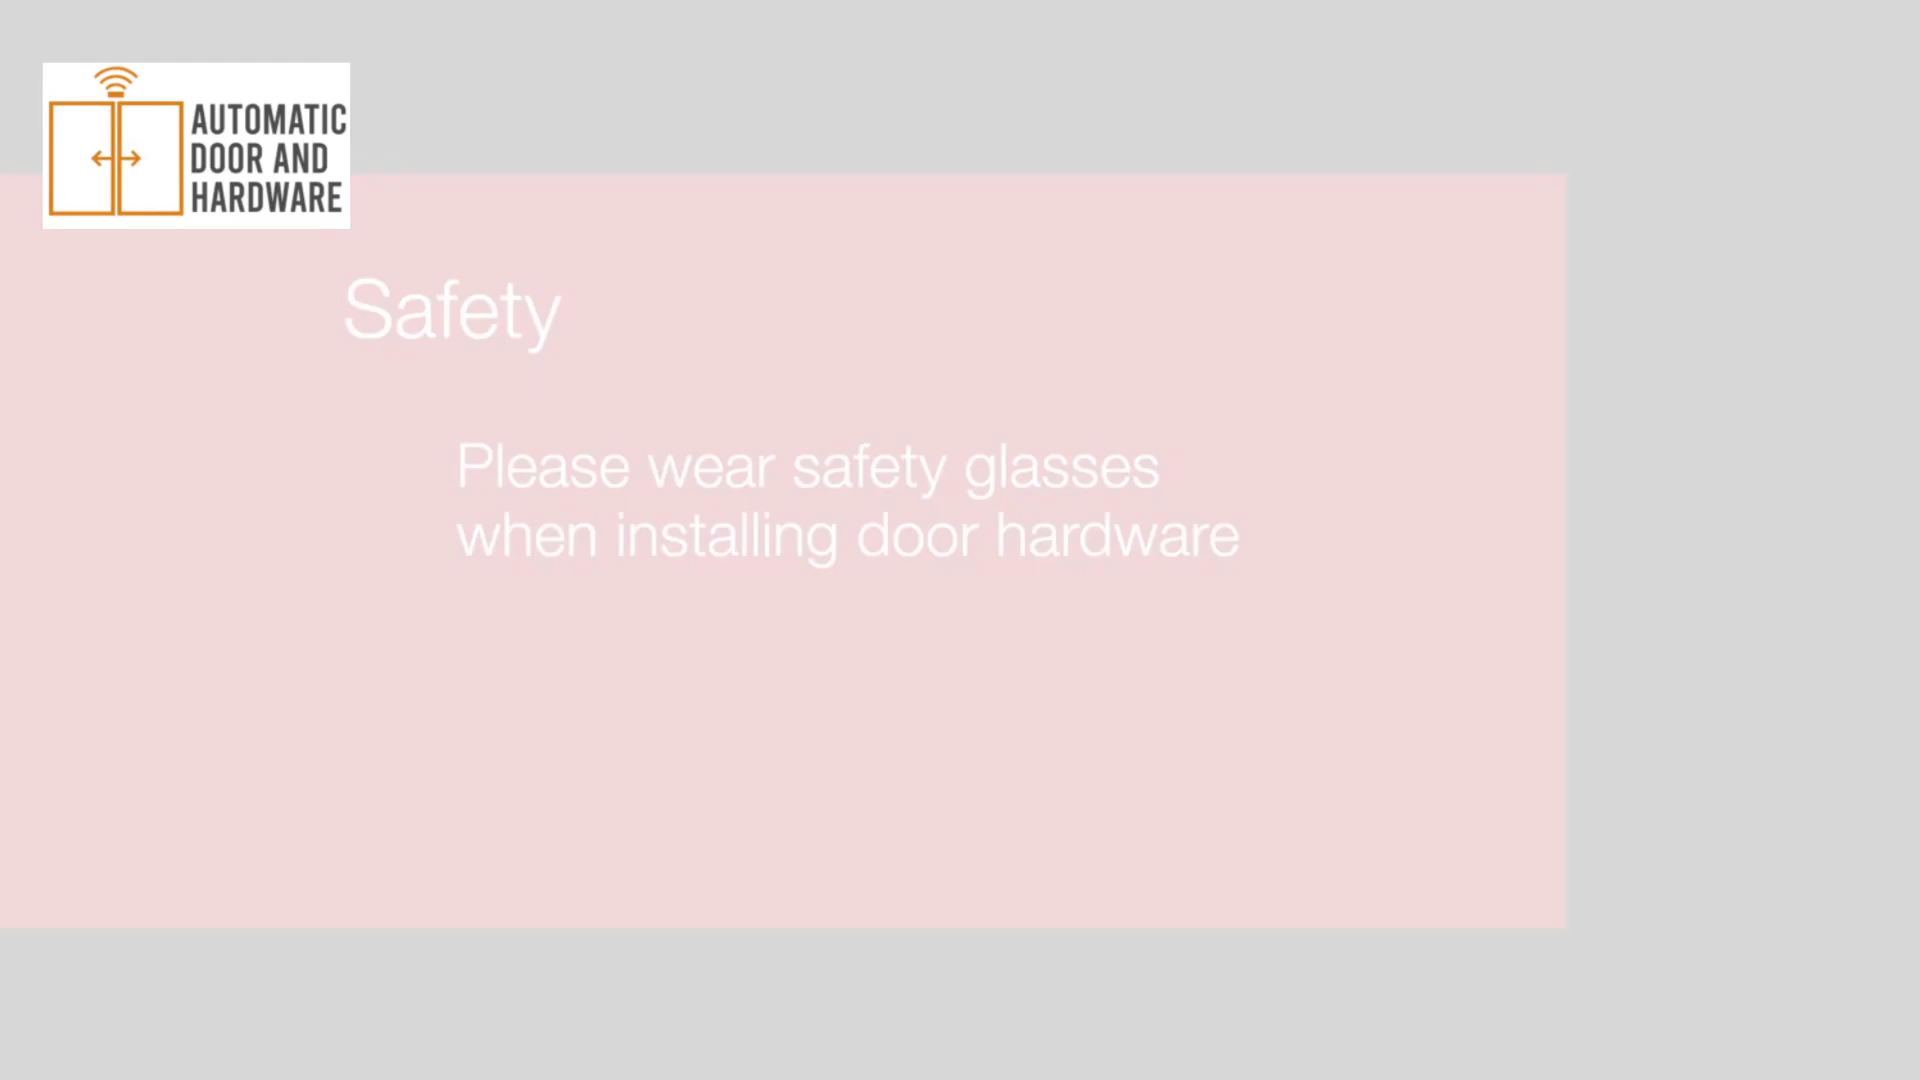 AUTOMATIC
DOOR AND
HARDWARE
Safety
Please wear safety glasses
when installing door hardware